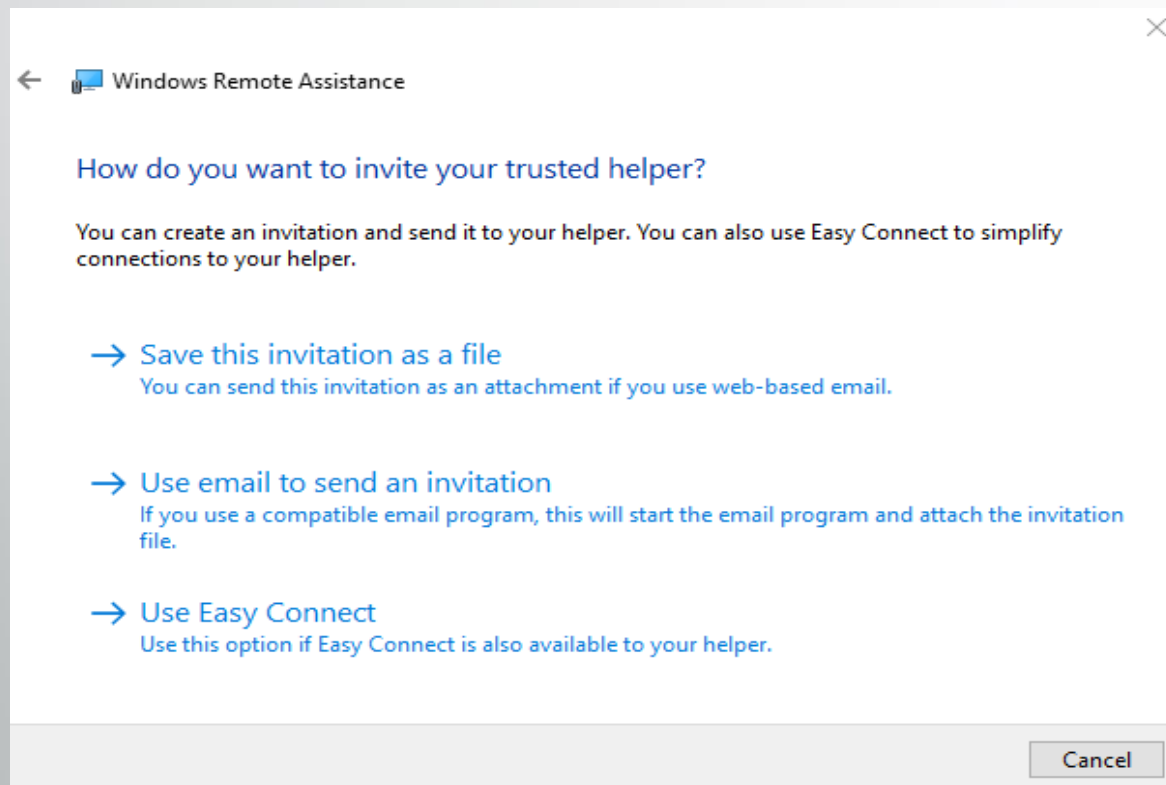 Windows Remote Assistance
How do you want to invite your trusted helper?
You can create an invitation and send it to your helper. You can also use Easy Connect to simplify
connections to your helper.
Save this invitation as a file
You can send this invitation as an attachment if you use web-based email.
Use email to send an invitation
If you use a compatible email program, this will start the email program and attach the invitation
file.
Use Easy Connect
Use this option if Easy Connect is also available to your helper.
Cancel